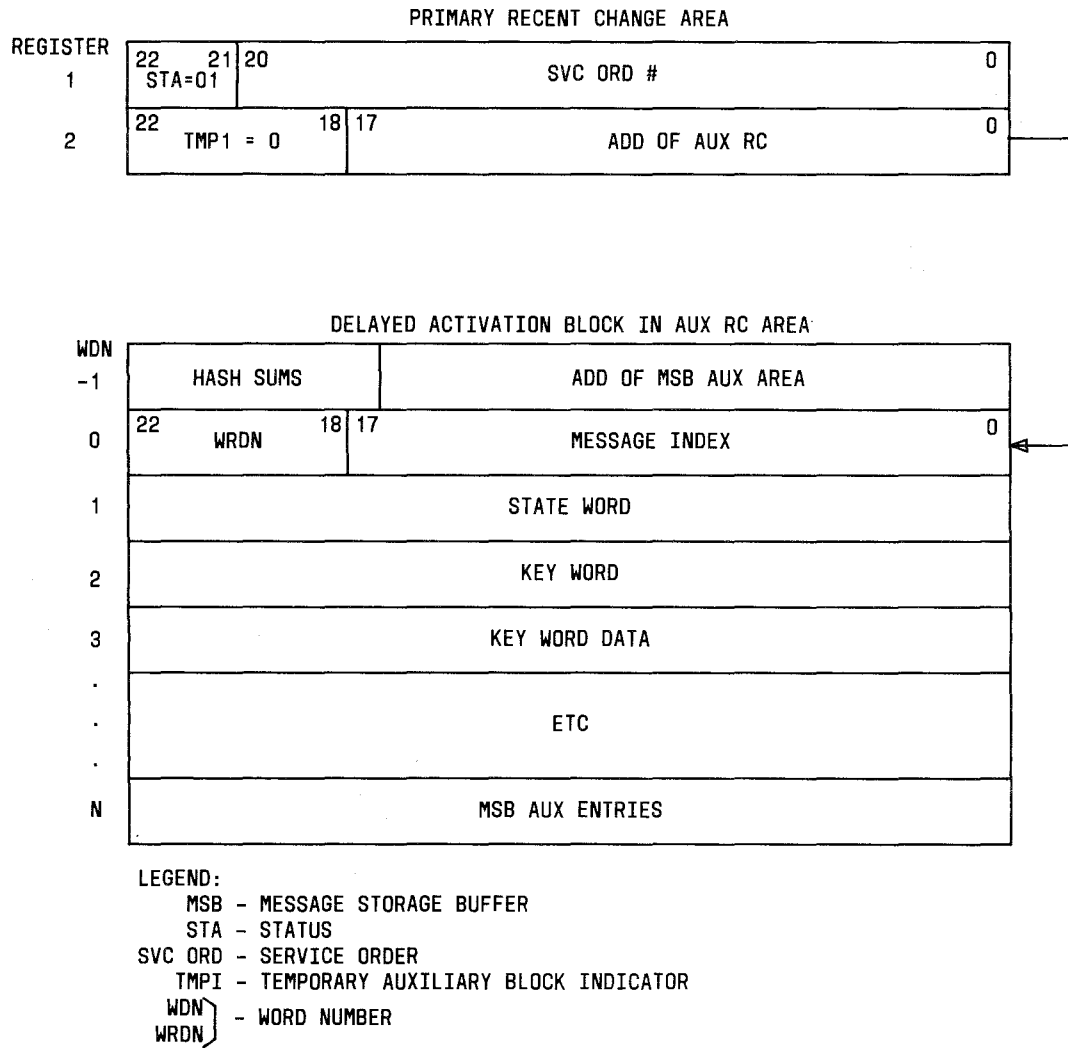 PRIMARY RECENT CHANGE AREA
REGISTER
22 21 20 0
1 STA=01 SVC ORD #
22 18 17 0
2 TMP1 = 0 ADD OF AUX RC
DELAYED ACTIVATION BLOCK IN AUX RC AREA
WDN
-1 HASH SUMS ADD OF MSB AUX AREA
22 18 17 0
0 WRDN MESSAGE INDEX
1 STATE WORD
2 KEY WORD
3 KEY WORD DATA
.
. ETC
.
N MSB AUX ENTRIES
LEGEND:
MSB - MESSAGE STORAGE BUFFER
STA - STATUS
SVC ORD - SERVICE ORDER
TMPI - TEMPORARY AUXILIARY BLOCK INDICATOR
WDN
WRDN - WORD NUMBER